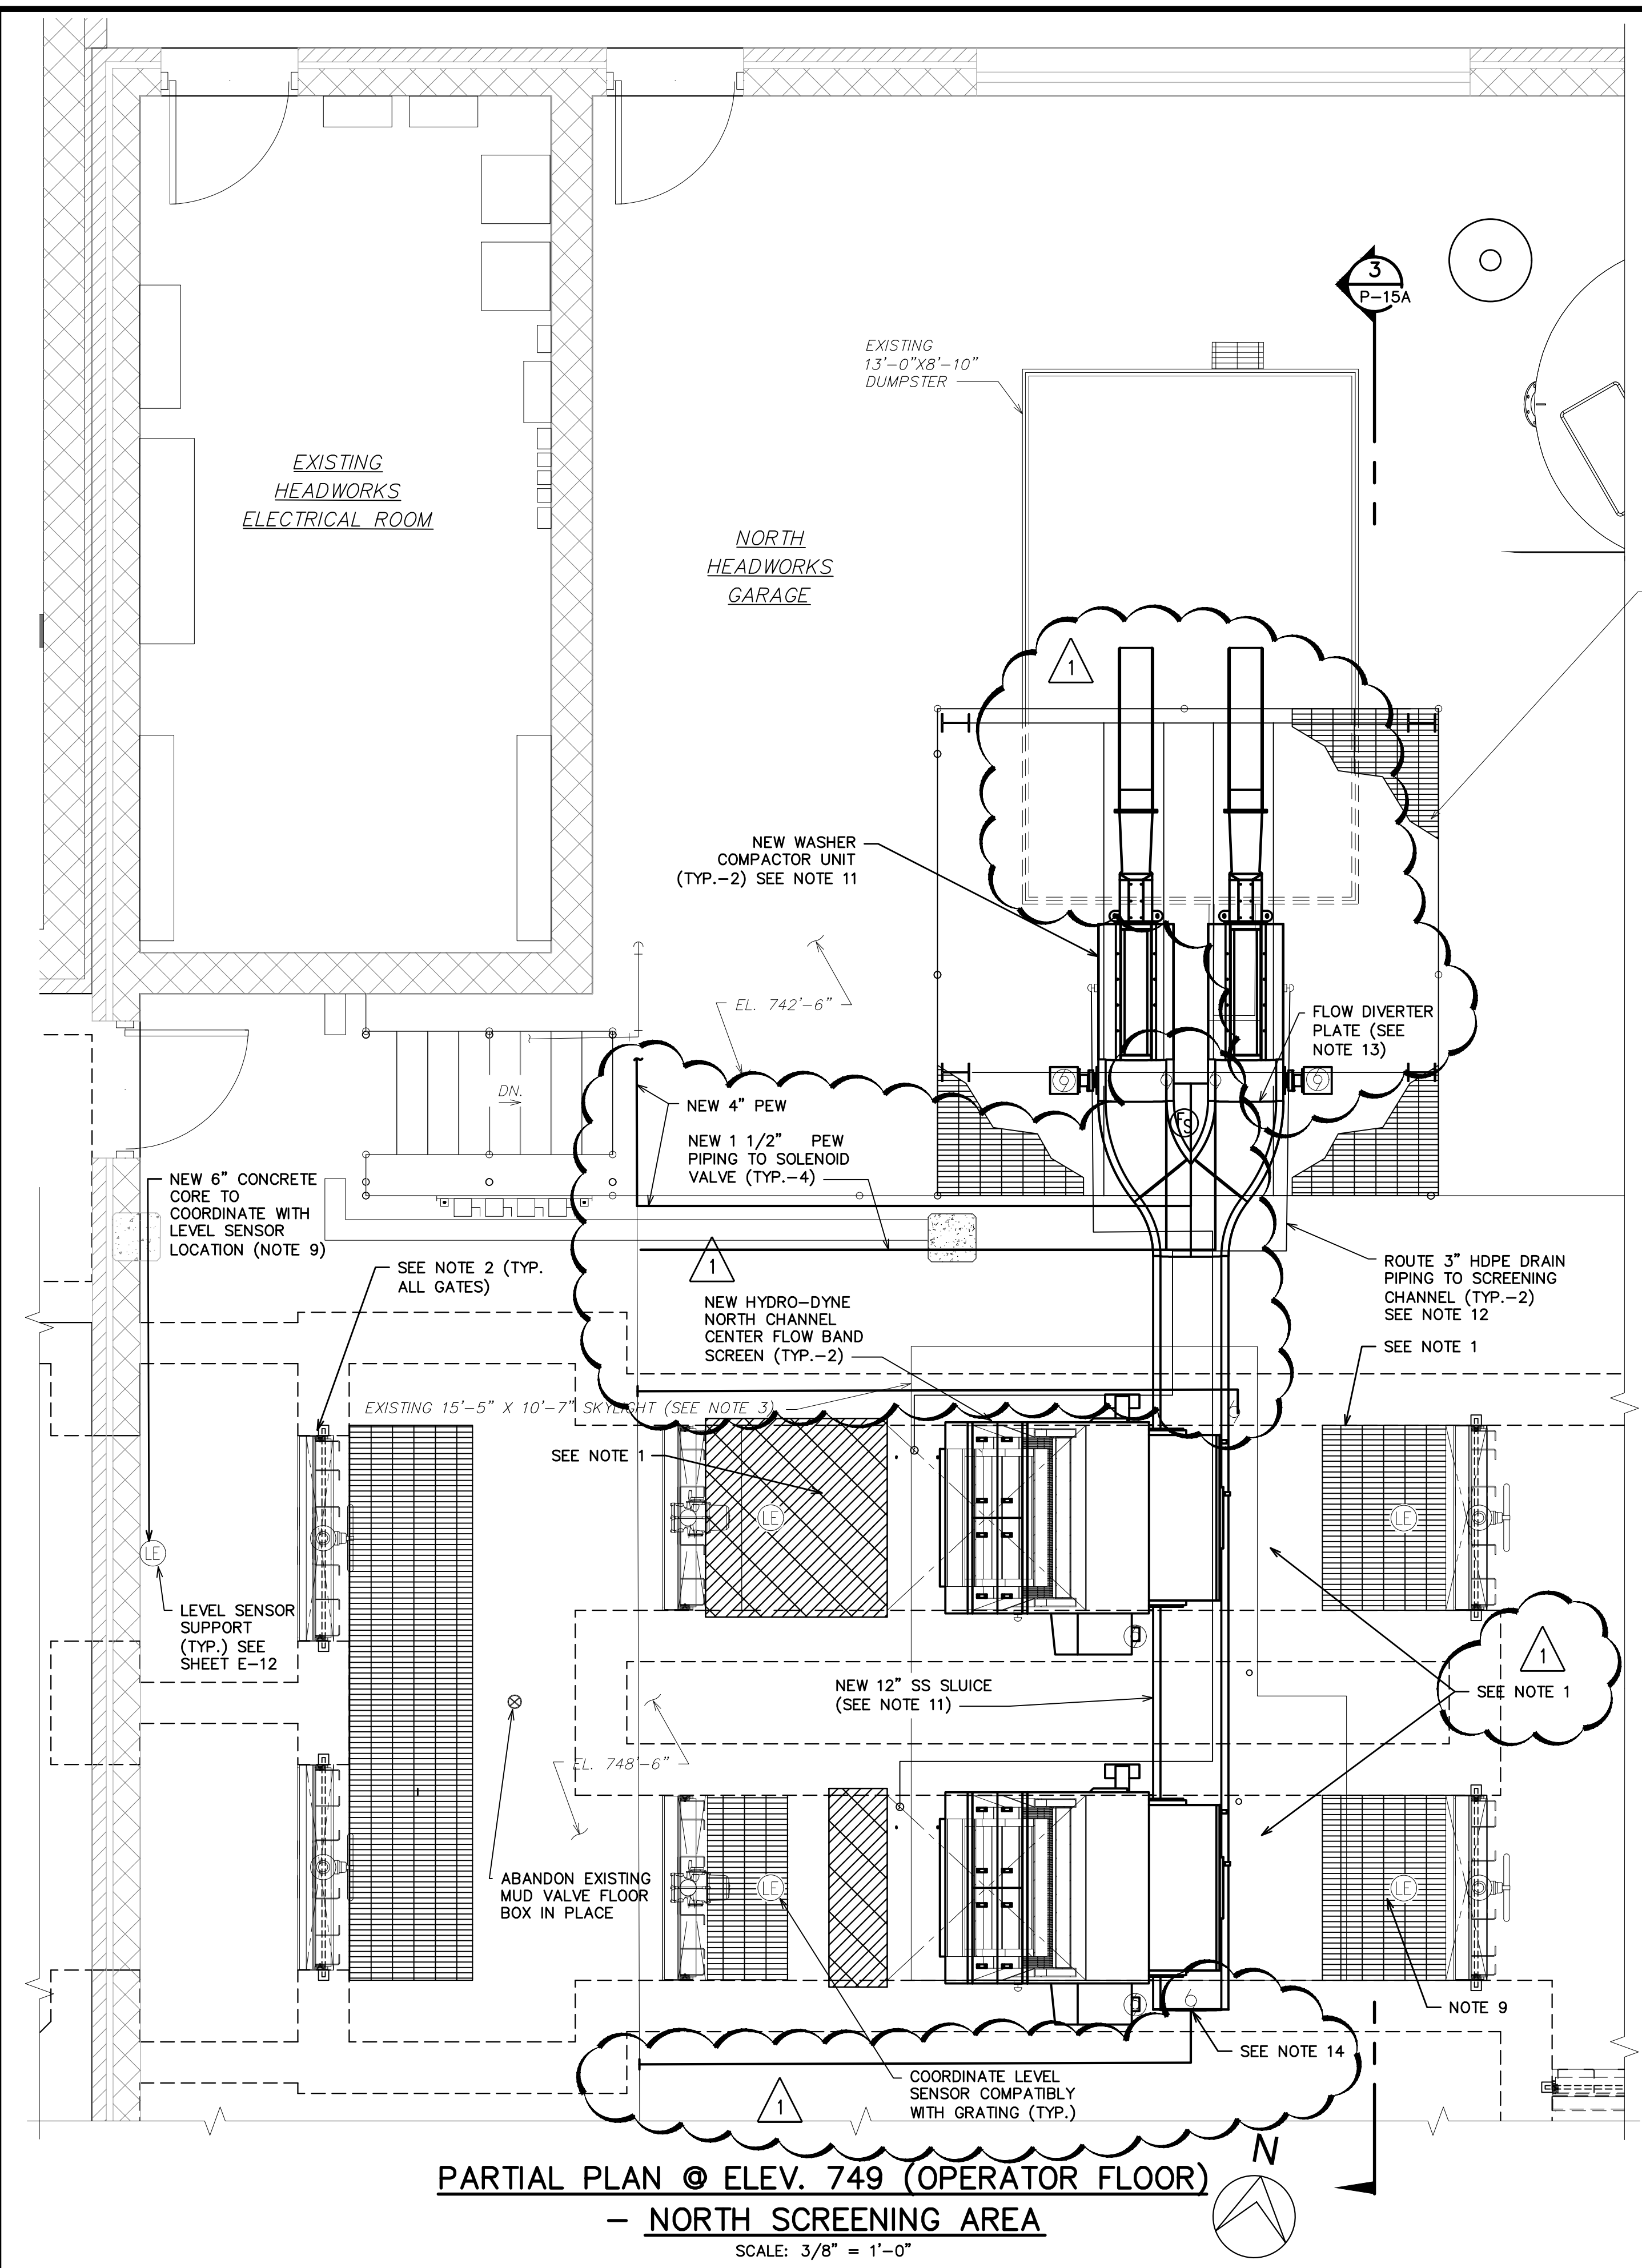 3
P-15A
EXISTING
13'-0"X8'-10"
DUMPSTER
EXISTING
HEADWORKS
ELECTRICAL ROOM
NORTH
HEADWORKS
GARAGE
1
NEW WASHER
COMPACTOR UNIT
(TYP.-2) SEE NOTE 11
EL. 742'-6"
FLOW DIVERTER
PLATE (SEE
NOTE 13)
DN.
NEW 4" PEW
NEW 1 1/2" PEW
PIPING TO SOLENOID
VALVE (TYP.-4)
FS
NEW 6" CONCRETE
CORE TO
COORDINATE WITH
LEVEL SENSOR
LOCATION (NOTE 9)
SEE NOTE 2 (TYP.
ALL GATES)
1
NEW HYDRO-DYNE
NORTH CHANNEL
CENTER FLOW BAND
SCREEN (TYP.-2)
ROUTE 3" HDPE DRAIN
PIPING TO SCREENING
CHANNEL (TYP.-2)
SEE NOTE 12
SEE NOTE 1
EXISTING 15'-5" X 10'-7" SKYLIGHT (SEE NOTE 3)
SEE NOTE 1
LE
LE
LE
LEVEL SENSOR
SUPPORT
(TYP.) SEE
SHEET E-12
NEW 12" SS SLUICE
(SEE NOTE 11)
1
SEE NOTE 1
EL. 748'-6"
ABANDON EXISTING
MUD VALVE FLOOR
BOX IN PLACE
LE
LE
NOTE 9
SEE NOTE 14
COORDINATE LEVEL
SENSOR COMPATIBLY
WITH GRATING (TYP.)
1
N
PARTIAL PLAN @ ELEV. 749 (OPERATOR FLOOR)
- NORTH SCREENING AREA
SCALE: 3/8" = 1'-0"